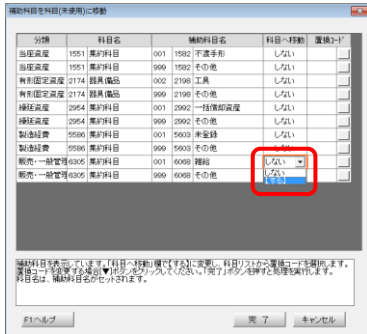 補助科目を科目(未使用)に移動
分類 科目名 補助科目名 科目へ移動 置換コード
当座資産 1551 集約科目 001 1582 不渡手形 しない
当座資産 1551 集約科目 999 1588 その他 しない
有形固定資産 2174 器具備品 002 2198 工具 しない
有形固定資産 2174 器具備品 999 2198 その他 しない
繰延資産 2954 集約科目 001 2992 一括償却資産 しない
繰延資産 2954 集約科目 999 2992 その他 しない
製造経費 5586 集約科目 001 5603 未登録 しない
製造経費 5586 集約科目 999 5603 その他 しない
販売・一般管理 6305 集約科目 001 6068 雑給 しない
販売・一般管理 6305 集約科目 999 6068 その他
しない
【する】
補助科目を表示しています。「科目へ移動」欄で【する】に変更し、科目リストから置換コードを選択します。
置換コードを変更する場合[▼]ボタンをクリックしてください。「完了」ボタンを押すと処理を実行します。
科目名は、補助科目名がセットされます。
F1ヘルプ 完 了 キャンセル